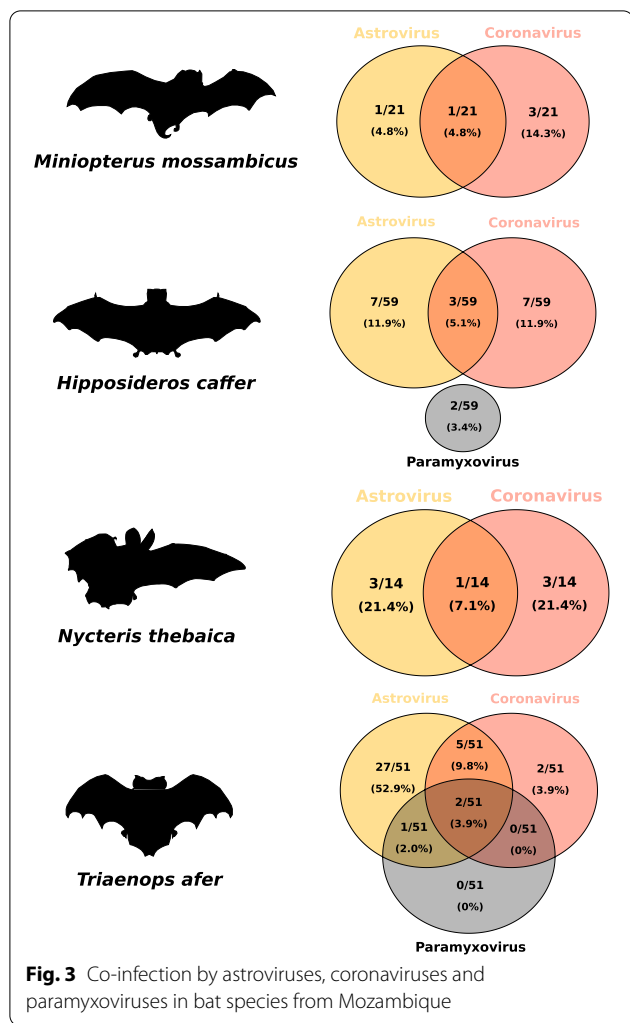 Astrovirus Coronavirus
1/21 1/21 3/21
(4.8%) (4.8%) (14.3%)
Miniopterus mossambicus
Astrovirus Coronavirus
7/59 3/59 7/59
(11.9%) (5.1%) (11.9%)
Hipposideros caffer
2/59
(3.4%)
Paramyxovirus
Astrovirus Coronavirus
3/14 1/14 3/14
(21.4%) (7.1%) (21.4%)
Nycteris thebaica
Astrovirus Coronavirus
5/51
(9.8%)
27/51 2/51
(52.9%) (3.9%)
2/51
(3.9%)
1/51 0/51
(2.0%) (0%)
Triaenops afer
0/51
(0%)
Paramyxovirus
Fig. 3 Co-infection by astroviruses, coronaviruses and
paramyxoviruses in bat species from Mozambique